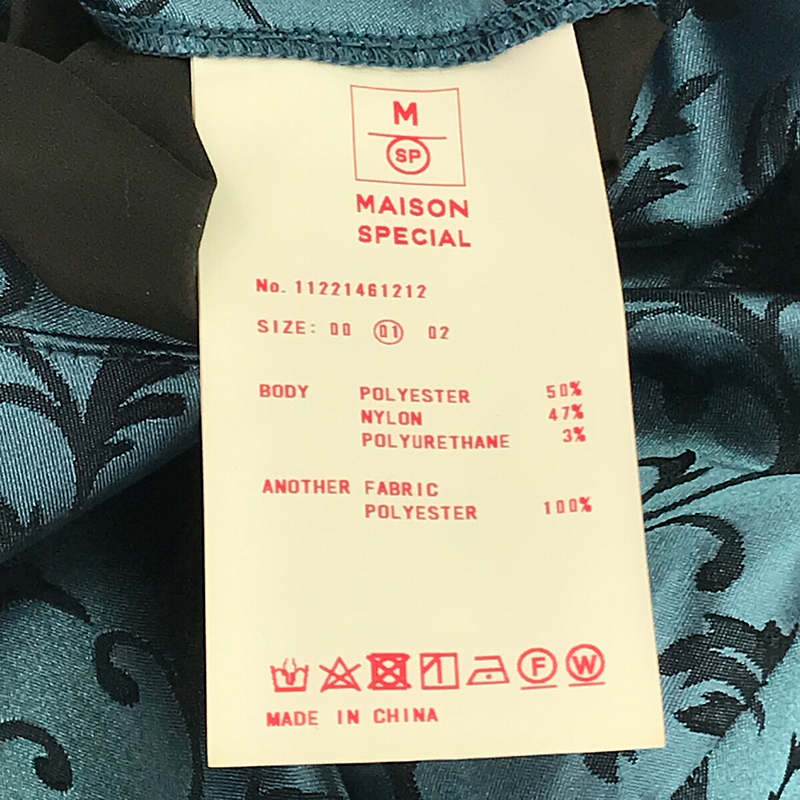 M
SP
MAISON
SPECIAL
No. 11221461212
SIZE: 00 01 02
BODY POLYESTER 50%
NYLON 47%
POLYURETHANE 3%
ANOTHER FABRIC
POLYESTER 100%
F W
MADE IN CHINA